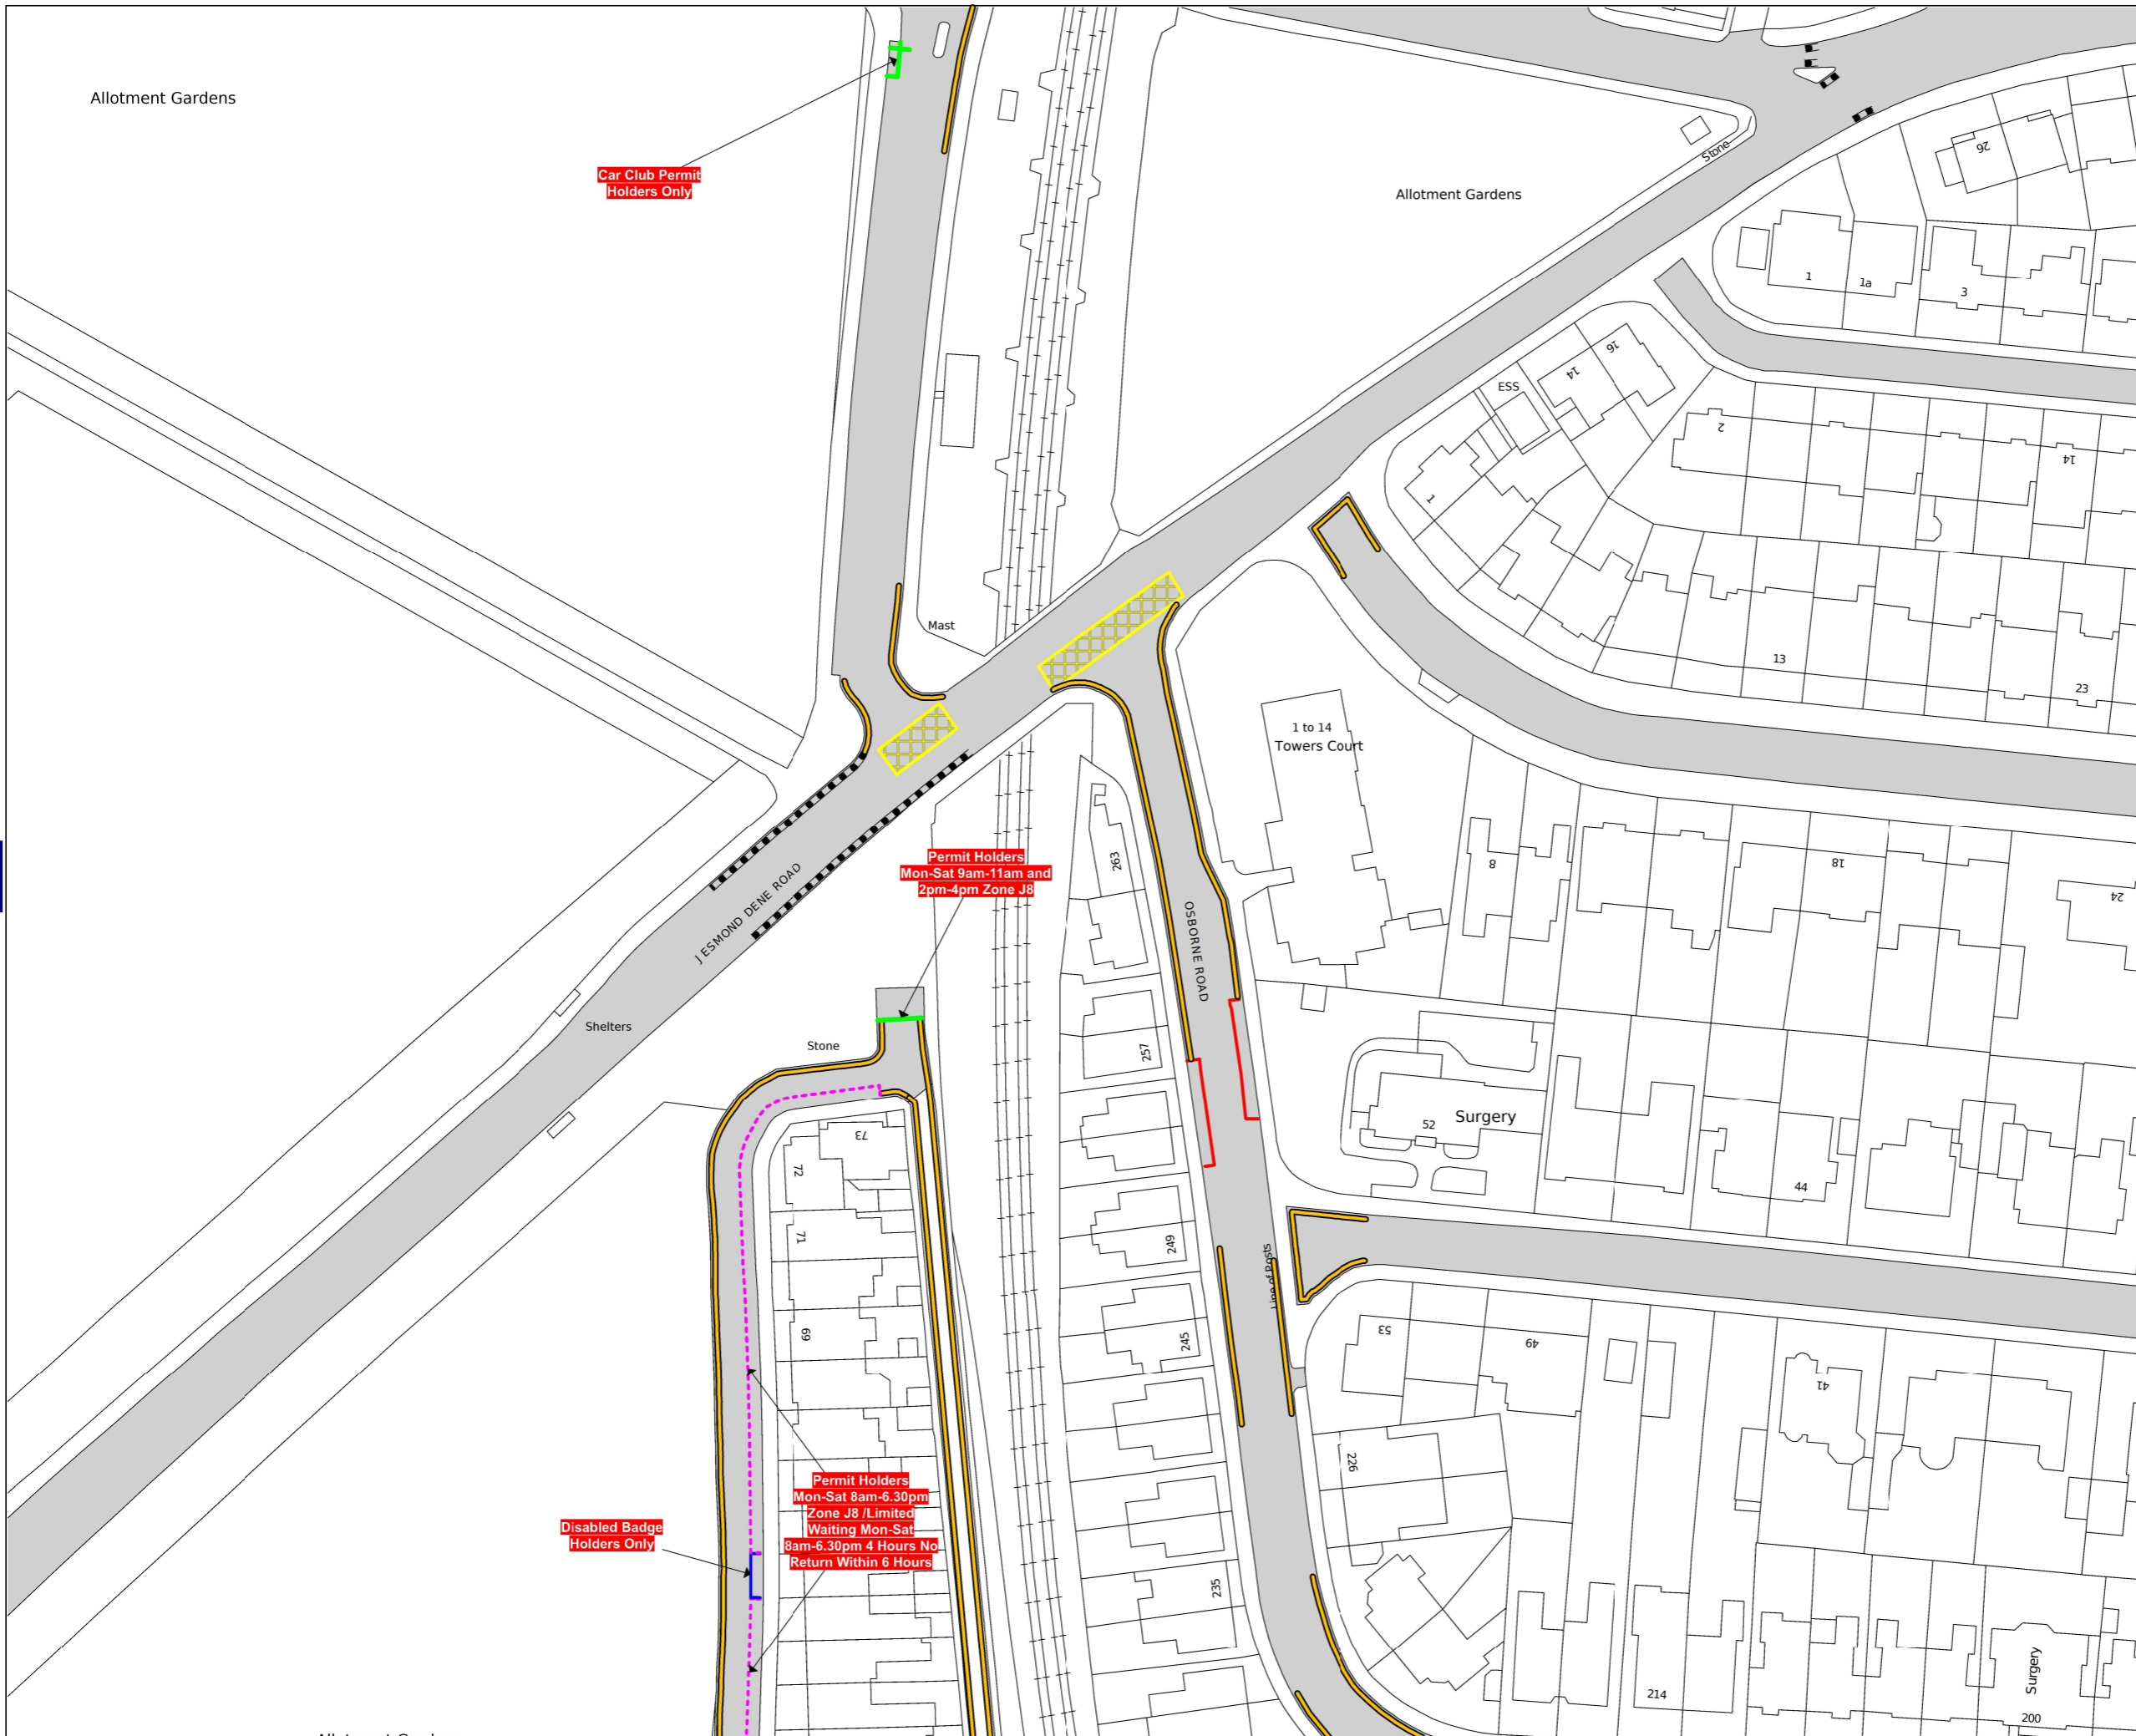 Allotment Gardens
Car Club Permit
Holders Only
Allotment Gardens
Stone
26
1
1a
3
16
14
ESS
1
2
14
Mast
13
23
1 to 14
Towers Court
JESMOND DENE ROAD
Permit Holders
Mon-Sat 9am-11am and
2pm-4pm Zone J8
263
OSBORNE ROAD
8
18
24
Shelters
Stone
257
Surgery
52
73
72
71
69
44
249
245
Line of Posts
53
49
41
226
Permit Holders
Mon-Sat 8am-6.30pm
Zone J8 /Limited
Waiting Mon-Sat
8am-6.30pm 4 Hours No
Return Within 6 Hours
Disabled Badge
Holders Only
235
214
Surgery
200